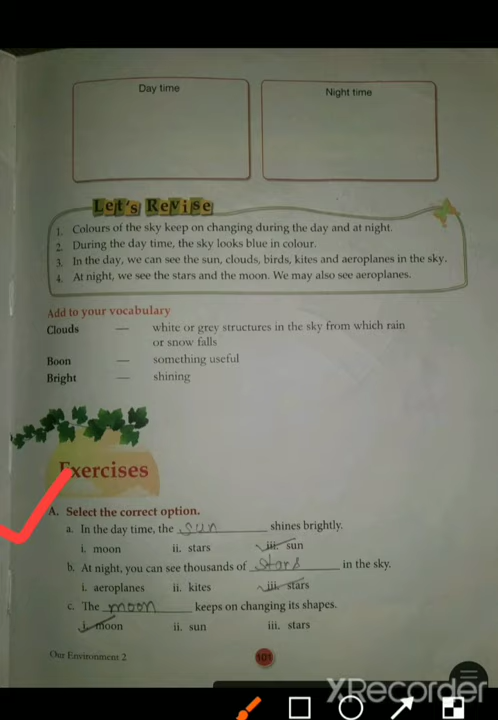 Day time
Night time
Let's Revise
1. Colours of the sky keep on changing during the day and at night.
2. During the day time, the sky looks blue in colour.
3. In the day, we can see the sun, clouds, birds, kites and aeroplanes in the sky.
4. At night, we see the stars and the moon. We may also see aeroplanes.
Add to your vocabulary
Clouds — white or grey structures in the sky from which rain
or snow falls
Boon — something useful
Bright — shining
Exercises
A. Select the correct option.
a. In the day time, the sun shines brightly.
i. moon ii. stars iii. sun
b. At night, you can see thousands of stars in the sky.
i. aeroplanes ii. kites iii. stars
c. The moon keeps on changing its shapes.
i. moon ii. sun iii. stars
Our Environment 2
101
XRecorder